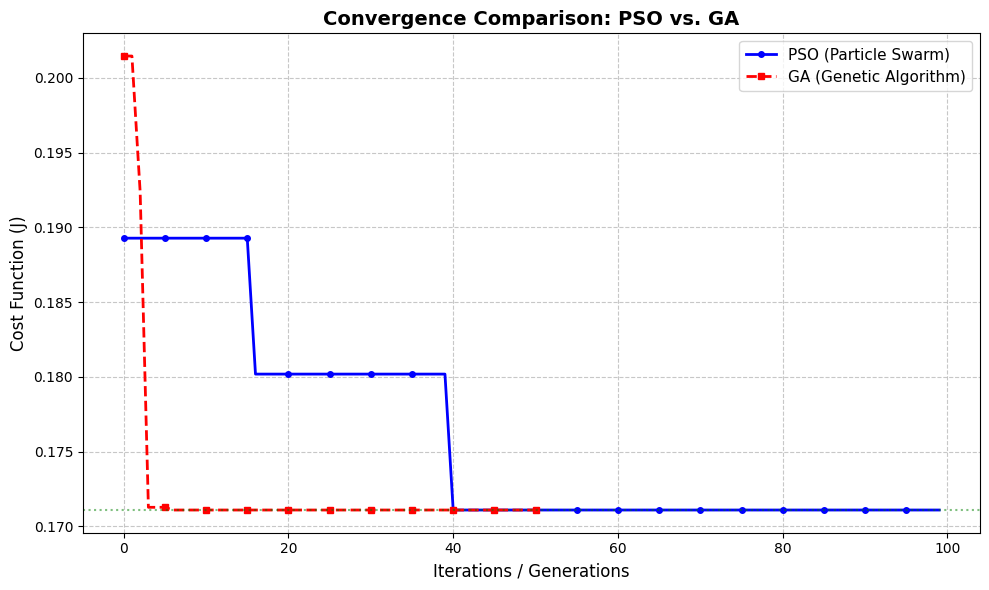 Convergence Comparison: PSO vs. GA
PSO (Particle Swarm)
GA (Genetic Algorithm)
Cost Function (J)
0.200
0.195
0.190
0.185
0.180
0.175
0.170
0 20 40 60 80 100
Iterations / Generations